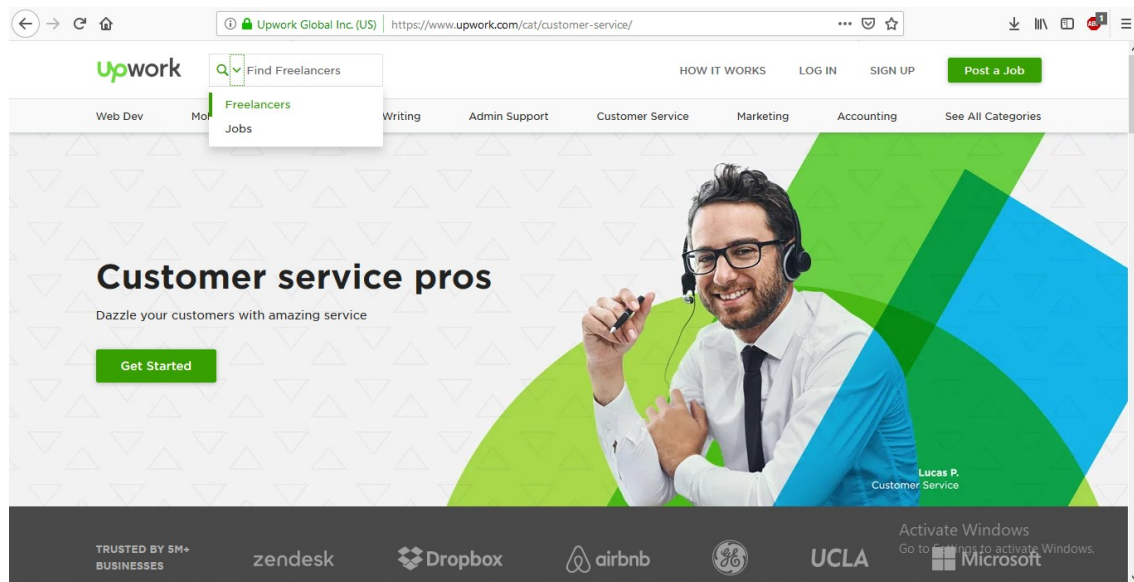 Upwork Global Inc. (US) https://www.upwork.com/cat/customer-service/
1
Upwork
Find Freelancers
HOW IT WORKS LOG IN SIGN UP Post a Job
Freelancers
Jobs
Web Dev Mo Writing Admin Support Customer Service Marketing Accounting See All Categories
Customer service pros
Dazzle your customers with amazing service
Get Started
Lucas P.
Customer Service
TRUSTED BY 5M+
BUSINESSES
zendesk Dropbox airbnb GE UCLA Microsoft
Activate Windows
Go to Settings to activate Windows.